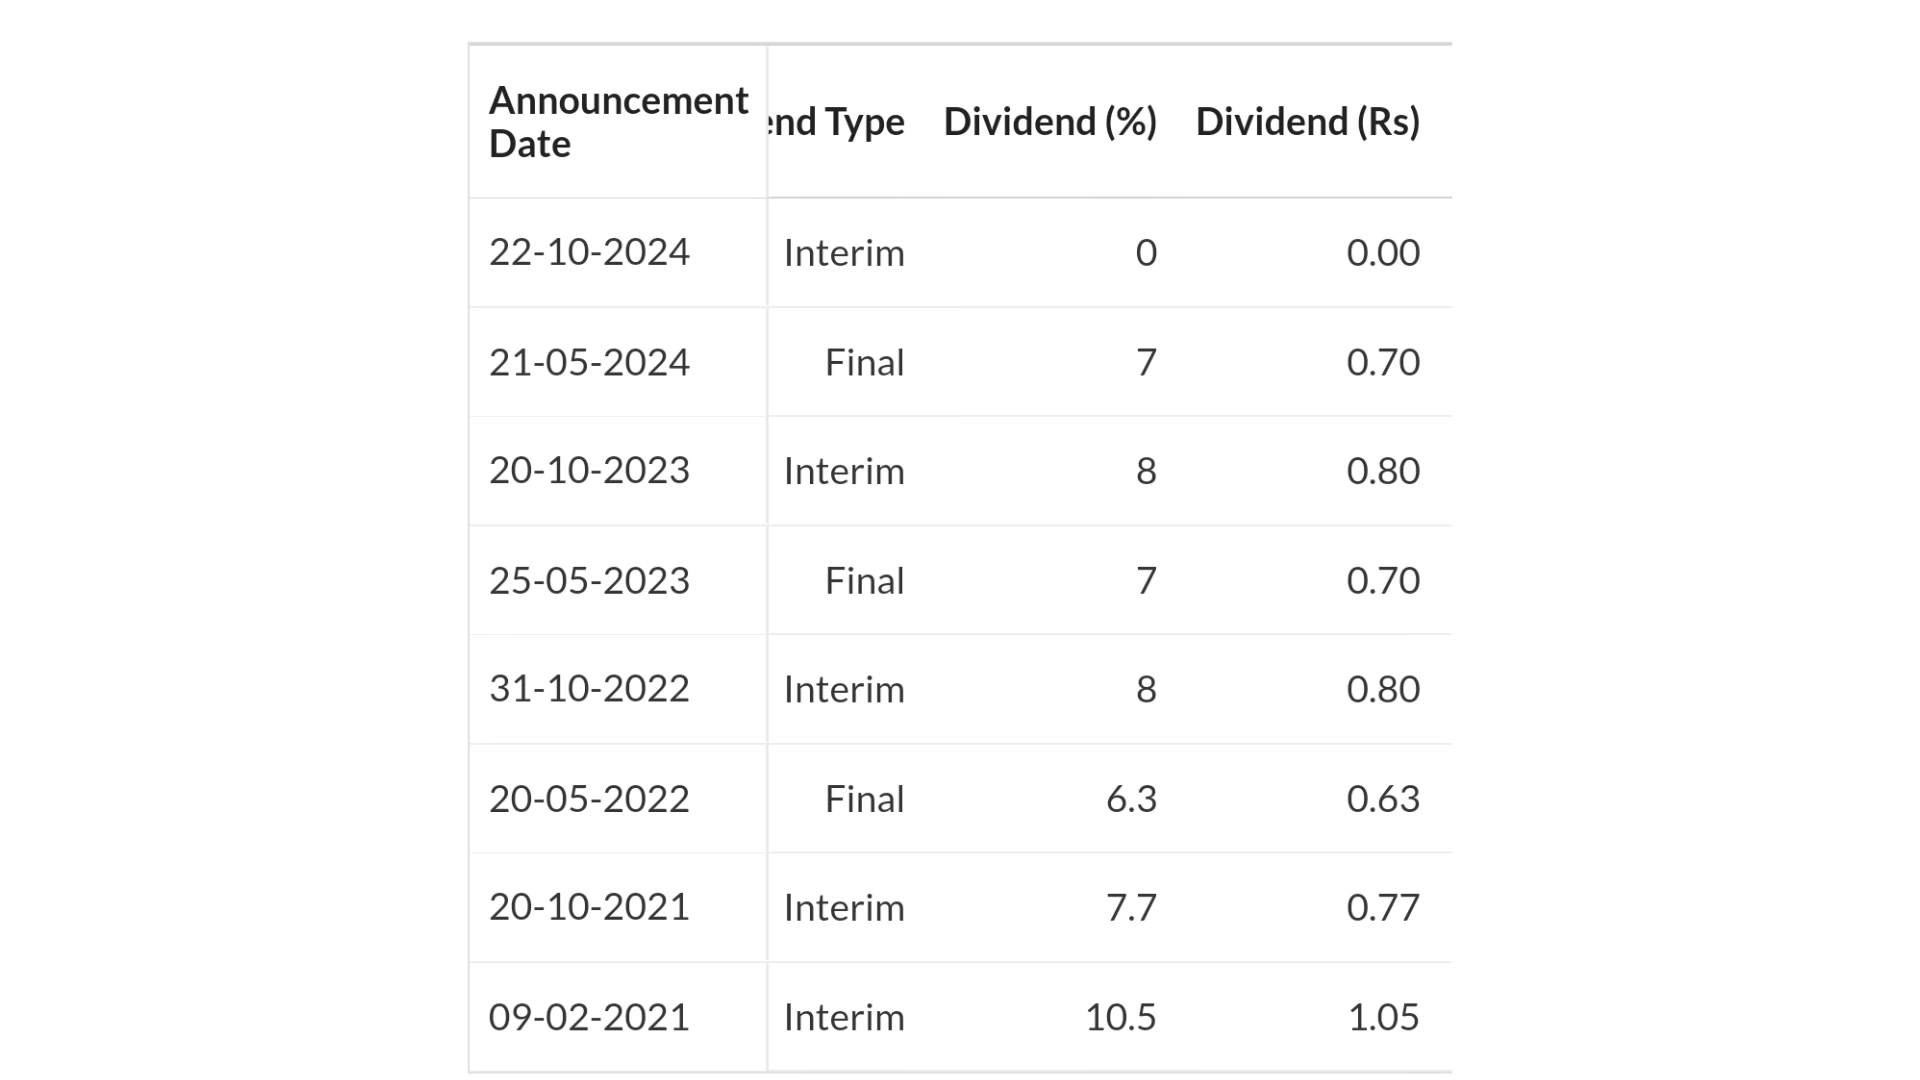 Announcement
Date
end Type Dividend (%) Dividend (Rs)
22-10-2024 Interim 0 0.00
21-05-2024 Final 7 0.70
20-10-2023 Interim 8 0.80
25-05-2023 Final 7 0.70
31-10-2022 Interim 8 0.80
20-05-2022 Final 6.3 0.63
20-10-2021 Interim 7.7 0.77
09-02-2021 Interim 10.5 1.05